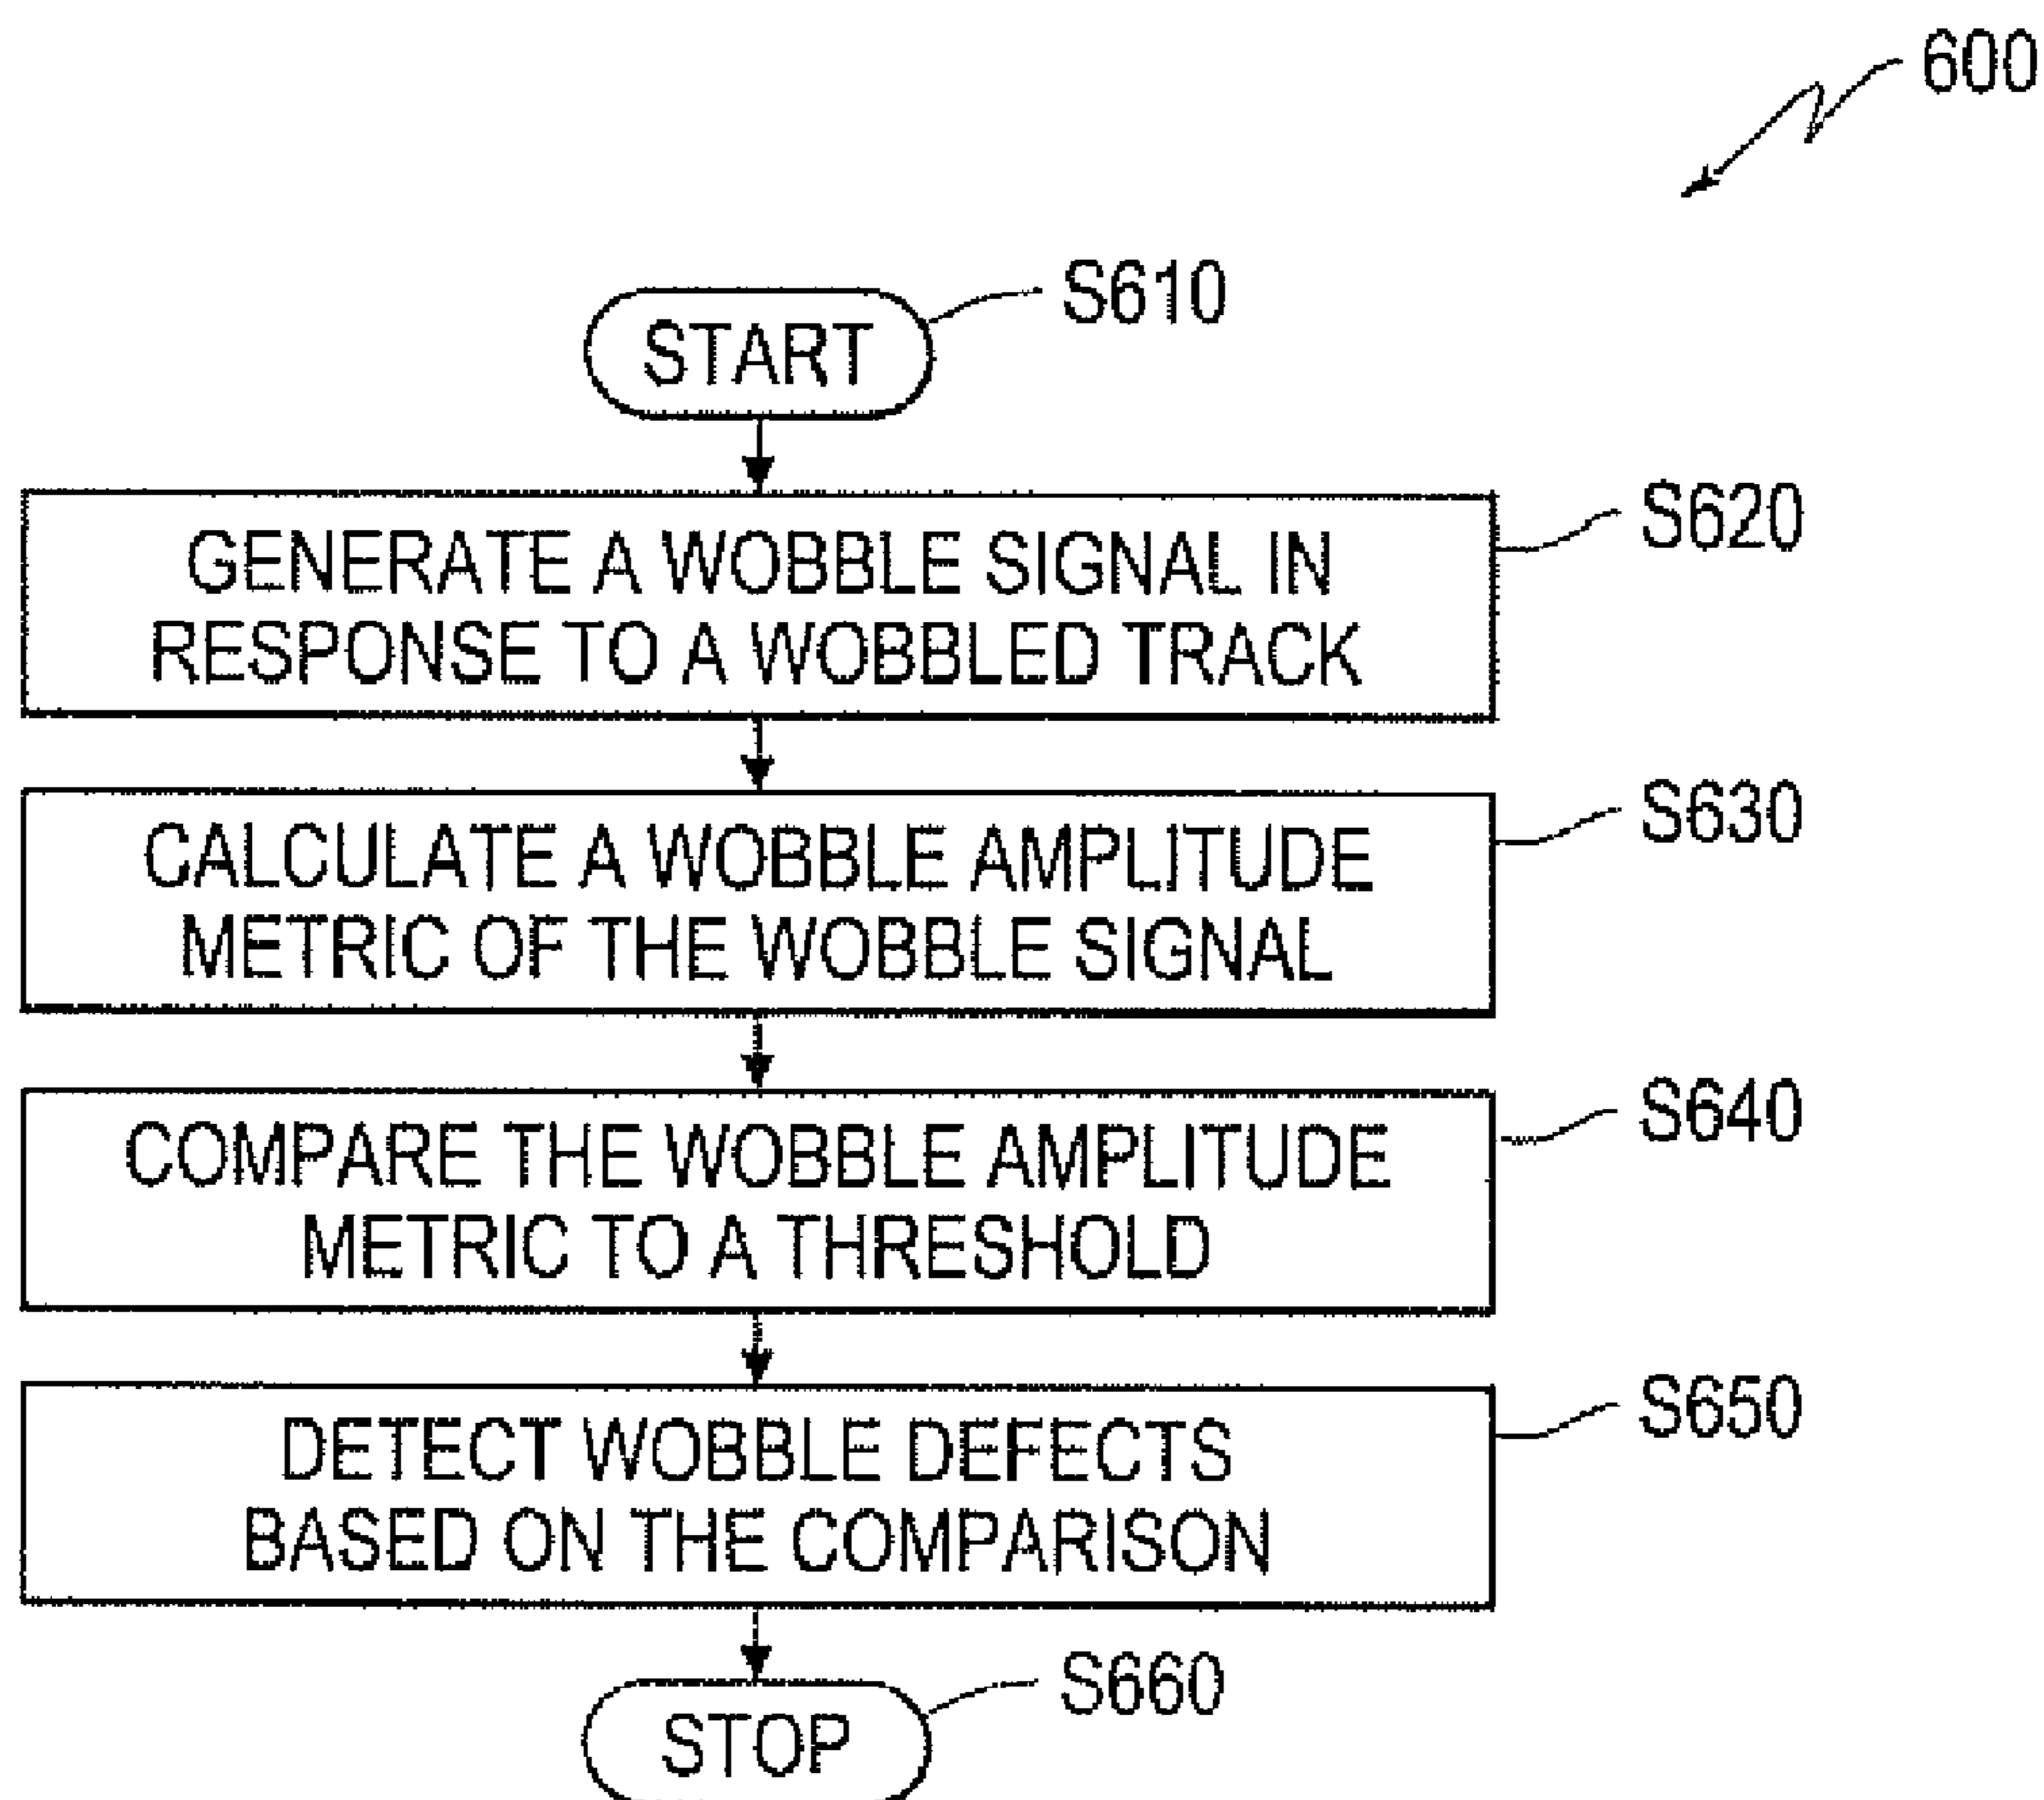 600
START
S610
GENERATE A WOBBLE SIGNAL IN
RESPONSE TO A WOBBLED TRACK
S620
CALCULATE A WOBBLE AMPLITUDE
METRIC OF THE WOBBLE SIGNAL
S630
COMPARE THE WOBBLE AMPLITUDE
METRIC TO A THRESHOLD
S640
DETECT WOBBLE DEFECTS
BASED ON THE COMPARISON
S650
STOP
S660